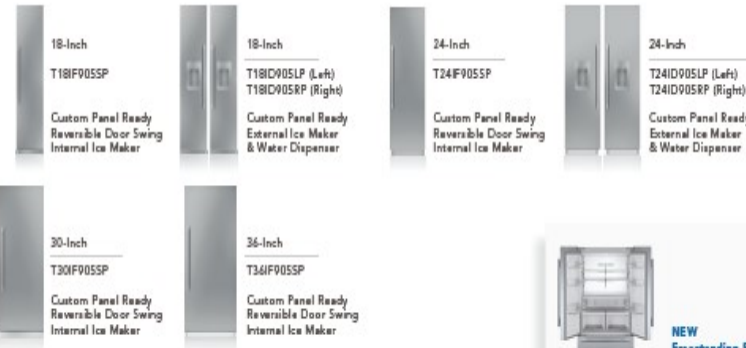 18-Inch
T18IF905SP
Custom Panel Ready
Reversible Door Swing
Internal Ice Maker
18-Inch
T18ID905LP (Left)
T18ID905RP (Right)
Custom Panel Ready
External Ice Maker
& Water Dispenser
24-Inch
T24IF905SP
Custom Panel Ready
Reversible Door Swing
Internal Ice Maker
24-Inch
T24ID905LP (Left)
T24ID905RP (Right)
Custom Panel Ready
External Ice Maker
& Water Dispenser
30-Inch
T30IF905SP
Custom Panel Ready
Reversible Door Swing
Internal Ice Maker
36-Inch
T36IF905SP
Custom Panel Ready
Reversible Door Swing
Internal Ice Maker
NEW